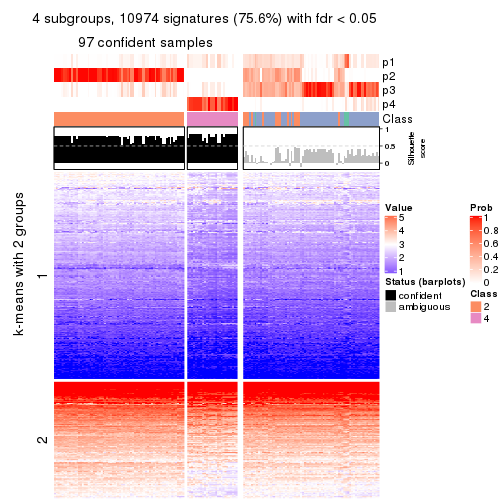 4 subgroups, 10974 signatures (75.6%) with fdr < 0.05
97 confident samples
p1
p2
p3
p4
Class
1
0.5
0
Silhouette
score
k-means with 2 groups
1
2
Value
5
4
3
2
1
Status (barplots)
confident
ambiguous
Prob
1
0.8
0.6
0.4
0.2
0
Class
2
4